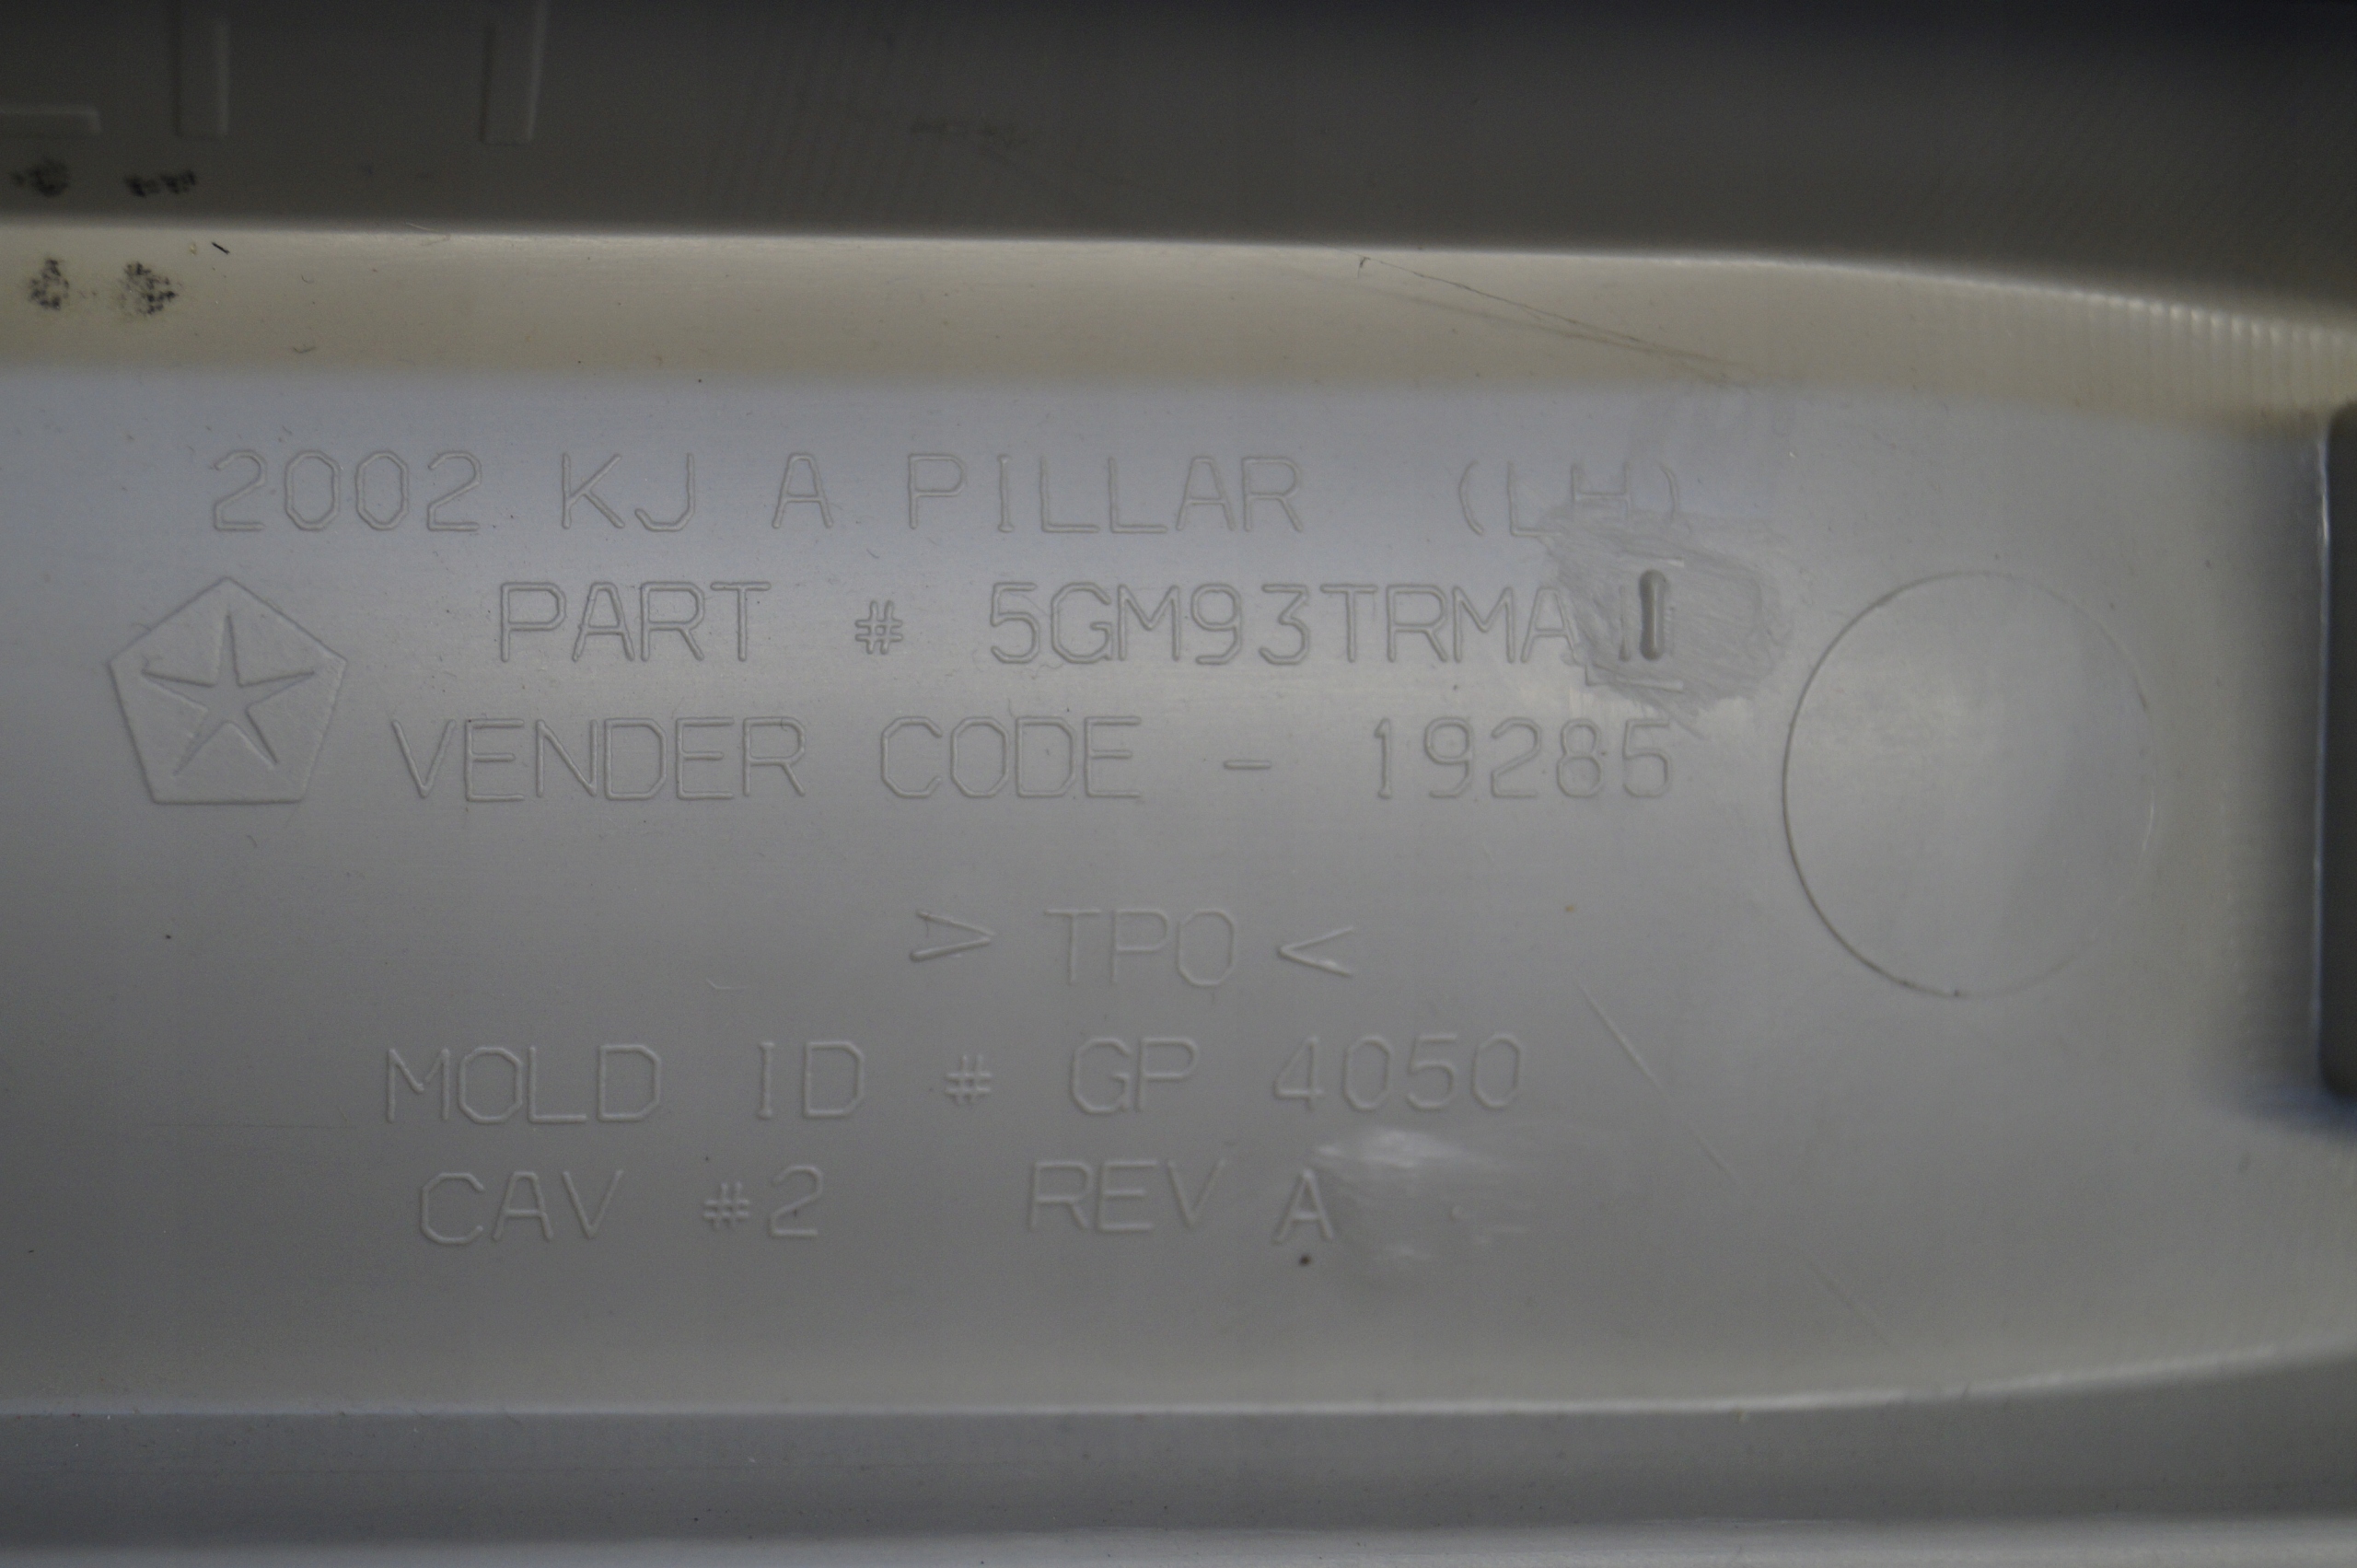 2002 KJ A PILLAR (LH)
PART # 5GM93TRMA
VENDER CODE - 19285
> TPO <
MOLD ID # GP 4050
CAV #2 REV A